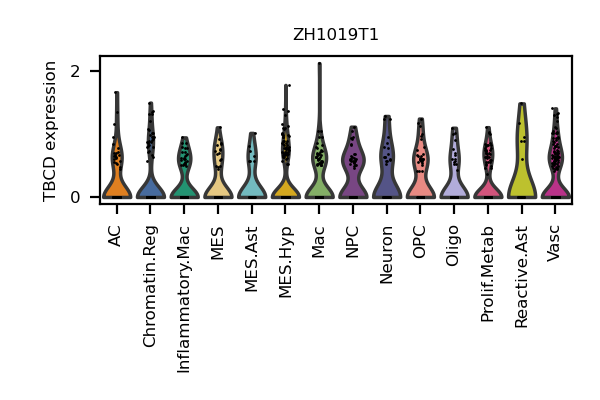 ZH1019T1
TBCD expression
2
0
AC
Chromatin.Reg
Inflammatory.Mac
MES
MES.Ast
MES.Hyp
Mac
NPC
Neuron
OPC
Oligo
Prolif.Metab
Reactive.Ast
Vasc